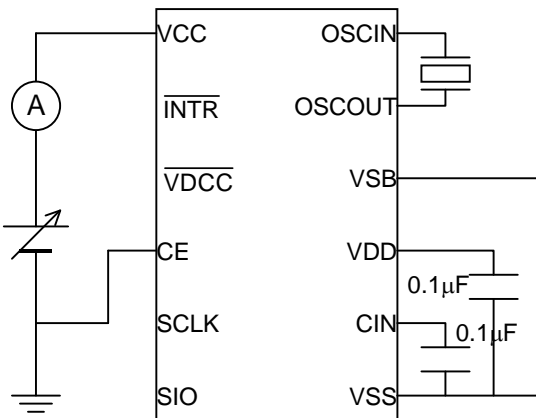 VCC OSCIN
A
INTR OSCOUT
VDCC VSB
CE VDD
0.1μF
SCLK CIN
0.1μF
SIO VSS